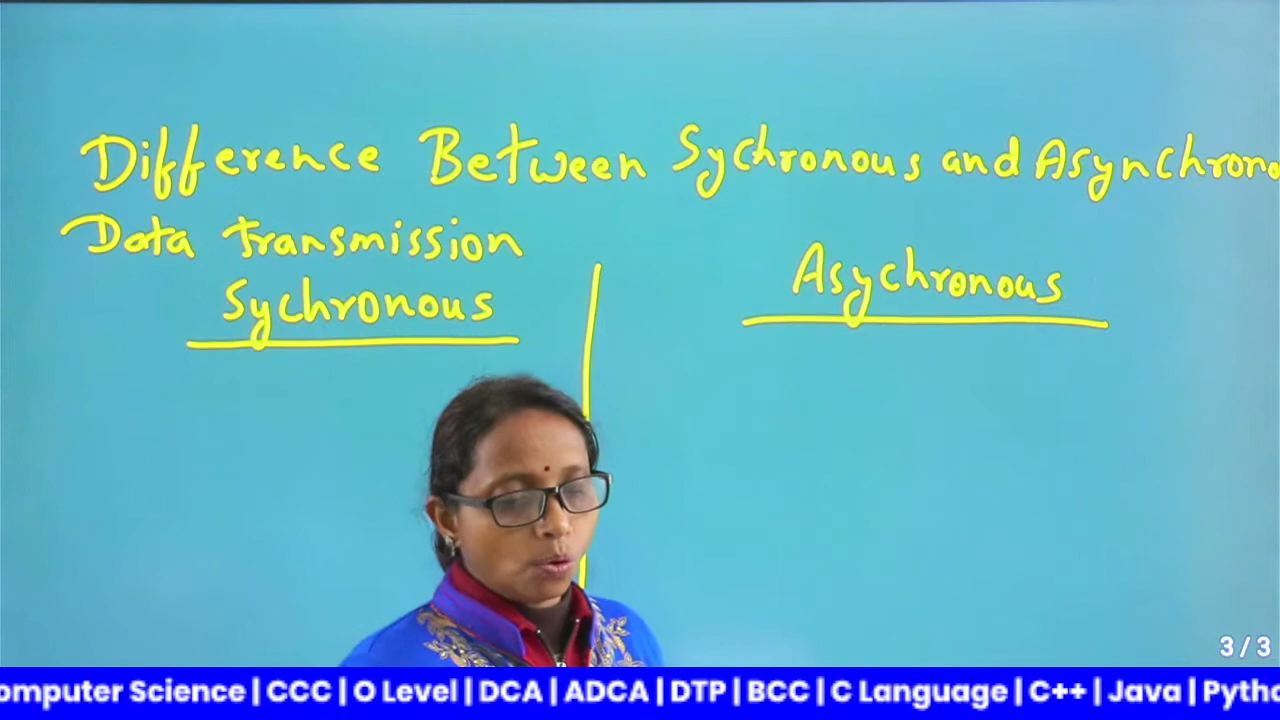 Difference Between Sychronous and Asynchrono
Data transmission
Sychronous
Asychronous
3/3
omputer Science | CCC | O Level | DCA | ADCA | DTP | BCC | C Language | C++ | Java | Pytho